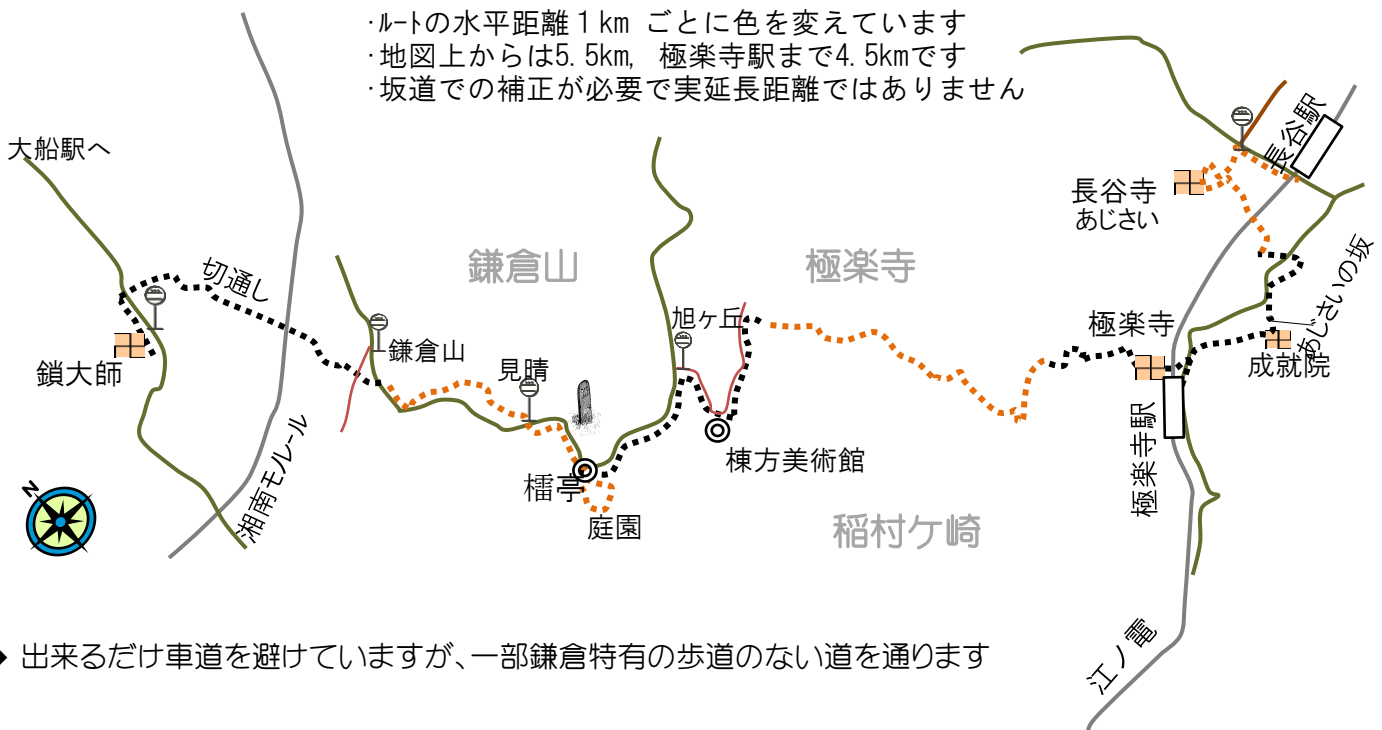 ・ルートの水平距離１km ごとに色を変えています
・地図上からは5.5km, 極楽寺駅まで4.5kmです
・坂道での補正が必要で実延長距離ではありません
大船駅へ
長谷駅
長谷寺
あじさい
鎌倉山
極楽寺
切通し
あじさいの坂
旭ヶ丘
極楽寺
鎌倉山
見晴
成就院
鎖大師
棟方美術館
湘南モノレール
檑亭
極楽寺駅
N
庭園
稲村ケ崎
江ノ電
◆ 出来るだけ車道を避けていますが、一部鎌倉特有の歩道のない道を通ります